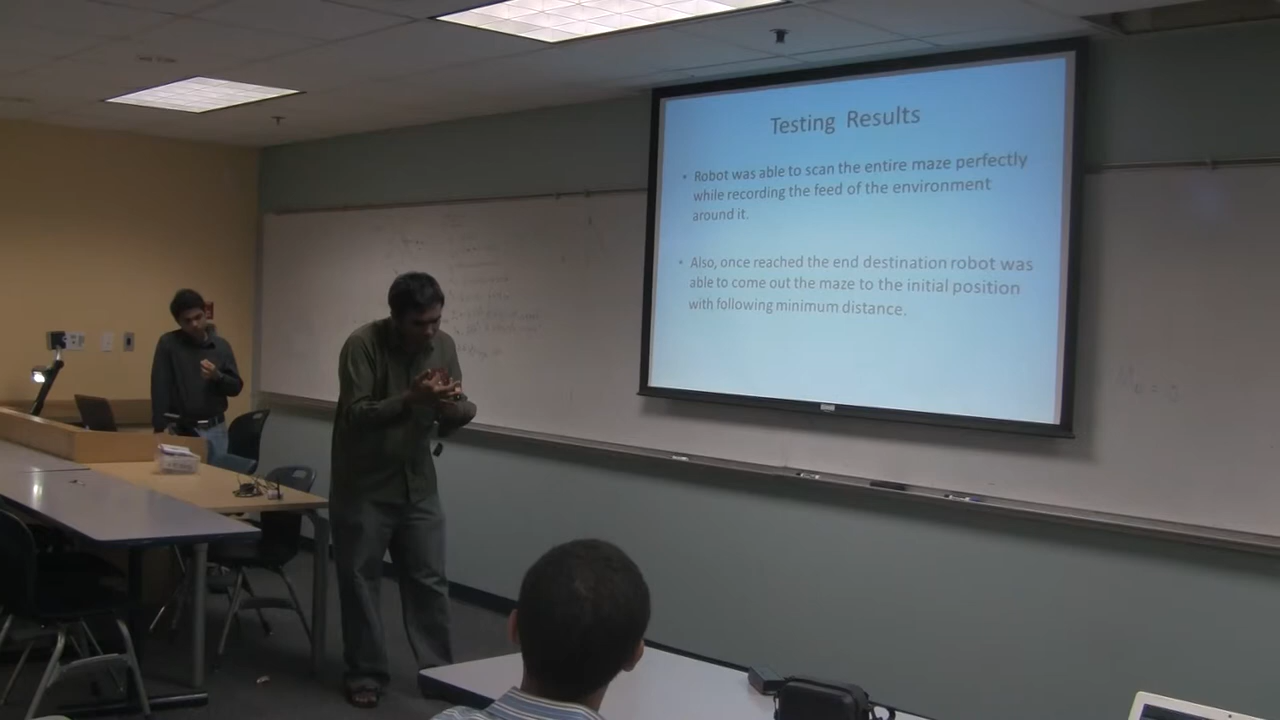 Testing Results
• Robot was able to scan the entire maze perfectly
while recording the feed of the environment
around it.
• Also, once reached the end destination robot was
able to come out the maze to the initial position
with following minimum distance.